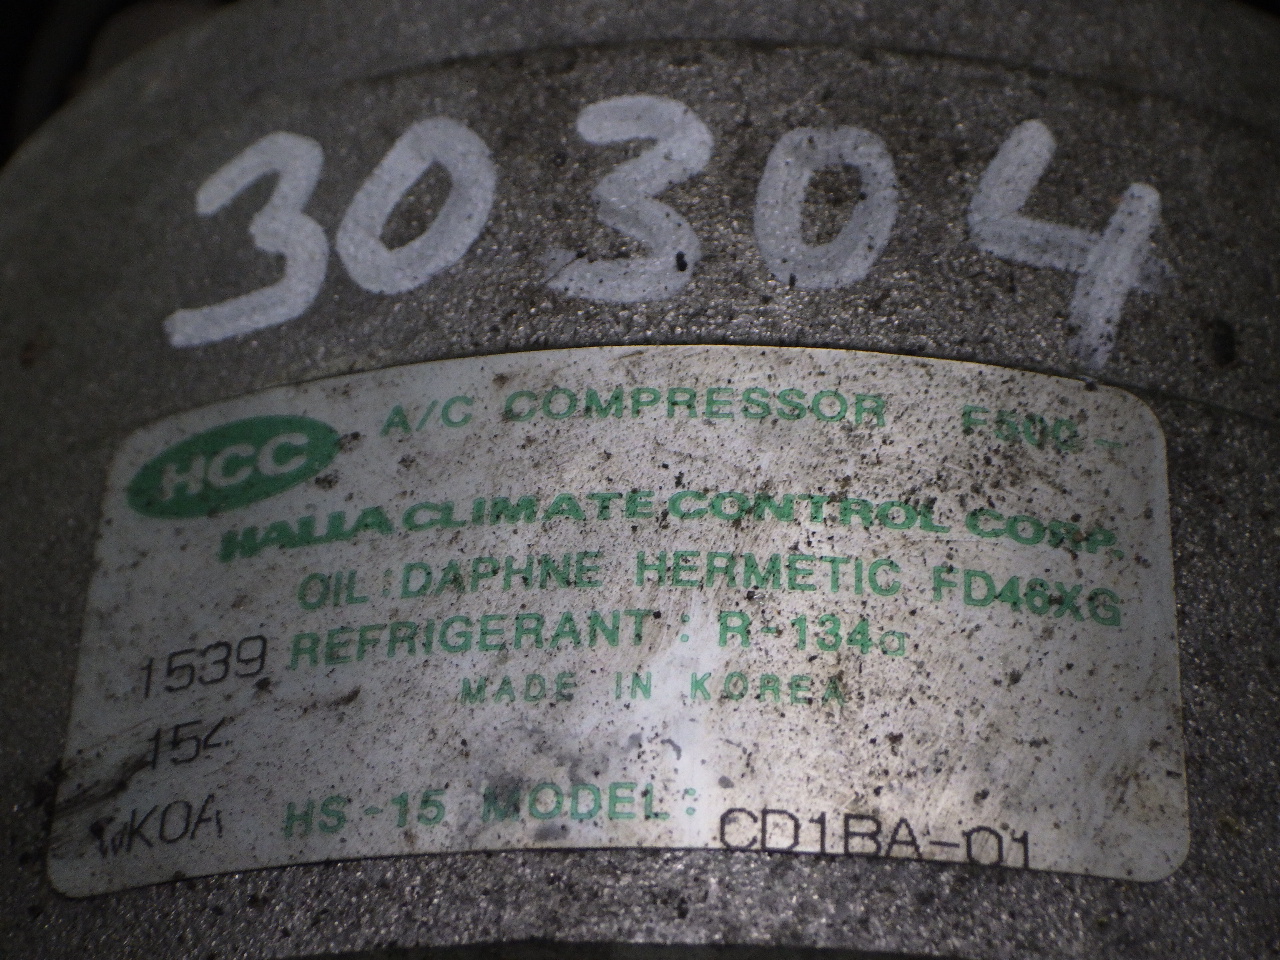 30304
HCC A/C COMPRESSOR F500-
HALLA CLIMATE CONTROL CORP.
OIL : DAPHNE HERMETIC FD46XG
1539 REFRIGERANT : R-134a
MADE IN KOREA
HS-15 MODEL: CD1BA-01